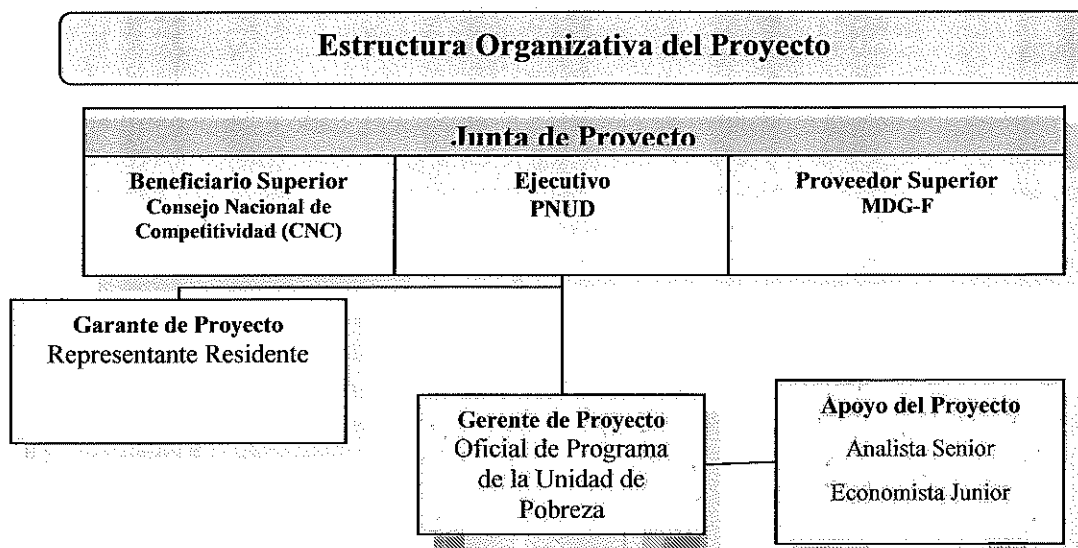 Estructura Organizativa del Proyecto
Junta de Proyecto
Beneficiario Superior
Consejo Nacional de
Competitividad (CNC)
Ejecutivo
PNUD
Proveedor Superior
MDG-F
Garante de Proyecto
Representante Residente
Gerente de Proyecto
Oficial de Programa
de la Unidad de
Pobreza
Apoyo del Proyecto
Analista Senior
Economista Junior